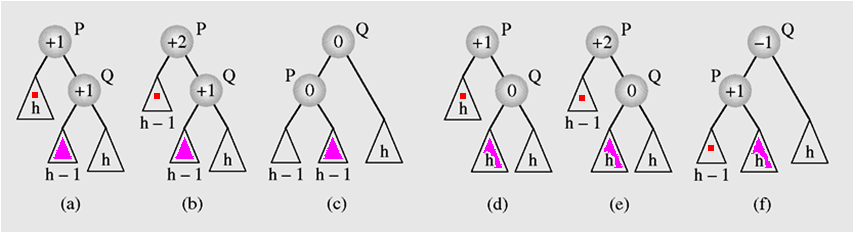 P
+1
h
Q
+1
h – 1
h
(a)
P
+2
h – 1
Q
+1
h – 1
h
(b)
Q
0
P
0
h – 1
h – 1
h
(c)
P
+1
h
Q
0
h
h
(d)
P
+2
h – 1
Q
0
h
h
(e)
Q
–1
P
+1
h – 1
h
h
(f)